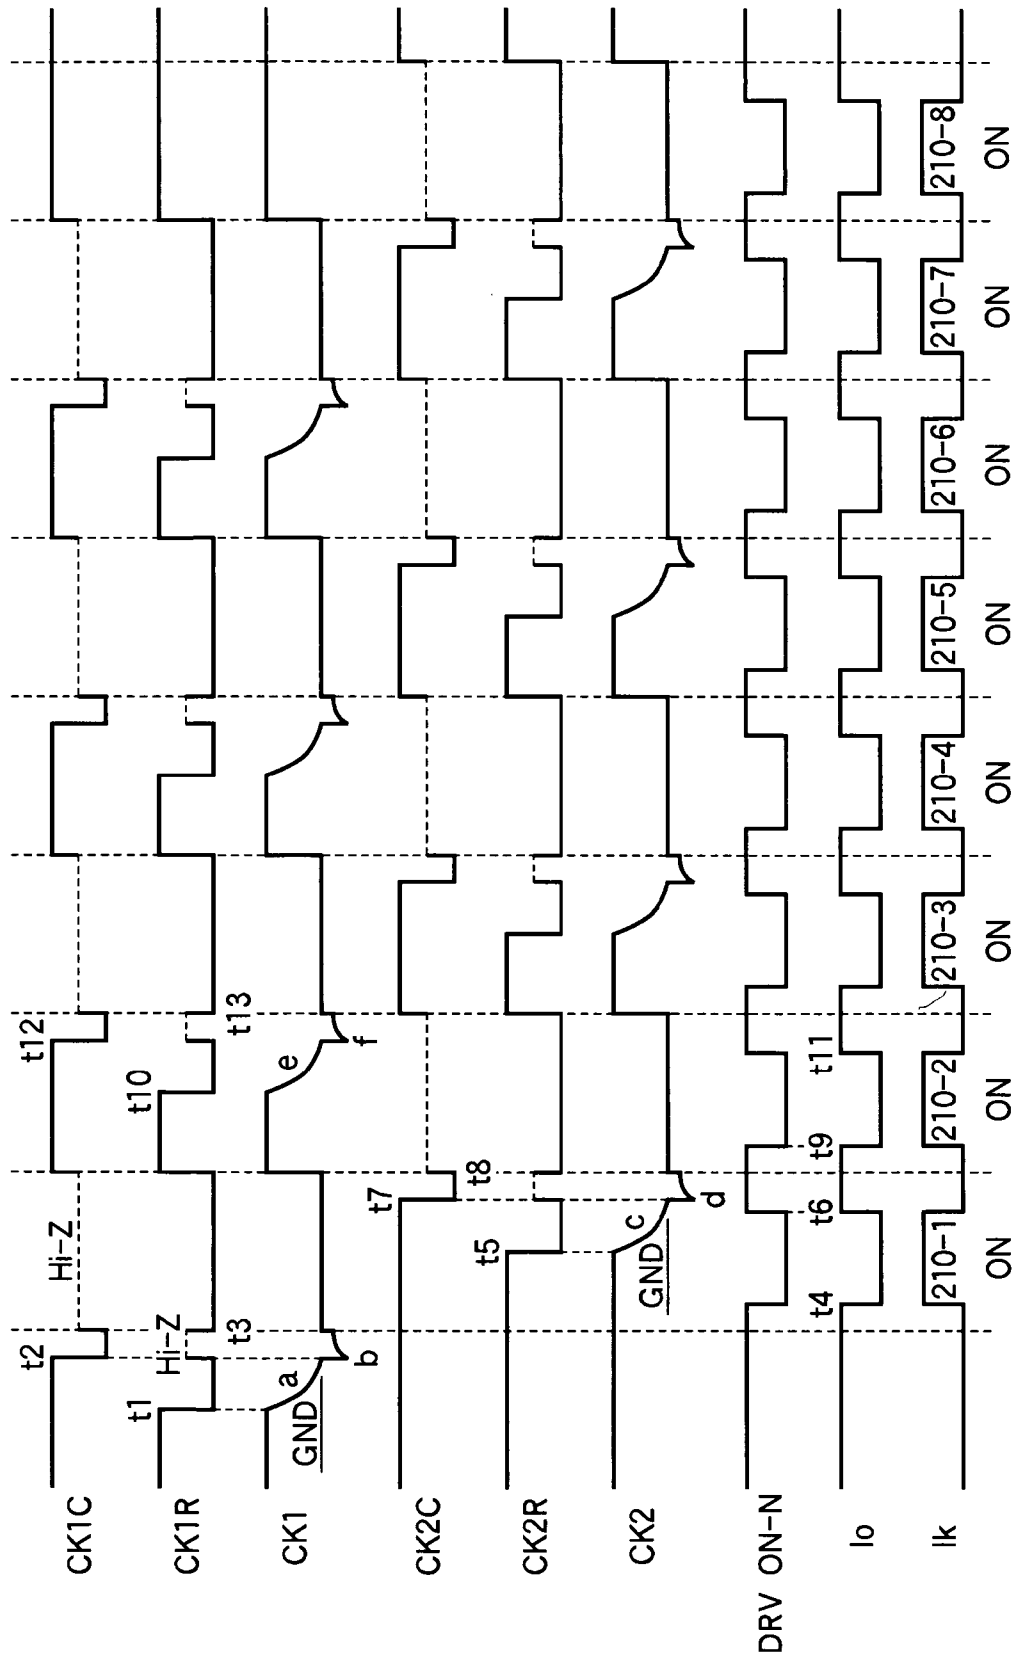 CK1C
t2
Hi-Z
t12
CK1R
t1
Hi-Z
t3
t10
t13
CK1
GND
a
b
e
f
CK2C
t7
CK2R
t5
t8
CK2
GND
c
d
DRV ON-N
Io
t4
t6
t9
t11
Ik
210-1
210-2
210-3
210-4
210-5
210-6
210-7
210-8
ON
ON
ON
ON
ON
ON
ON
ON